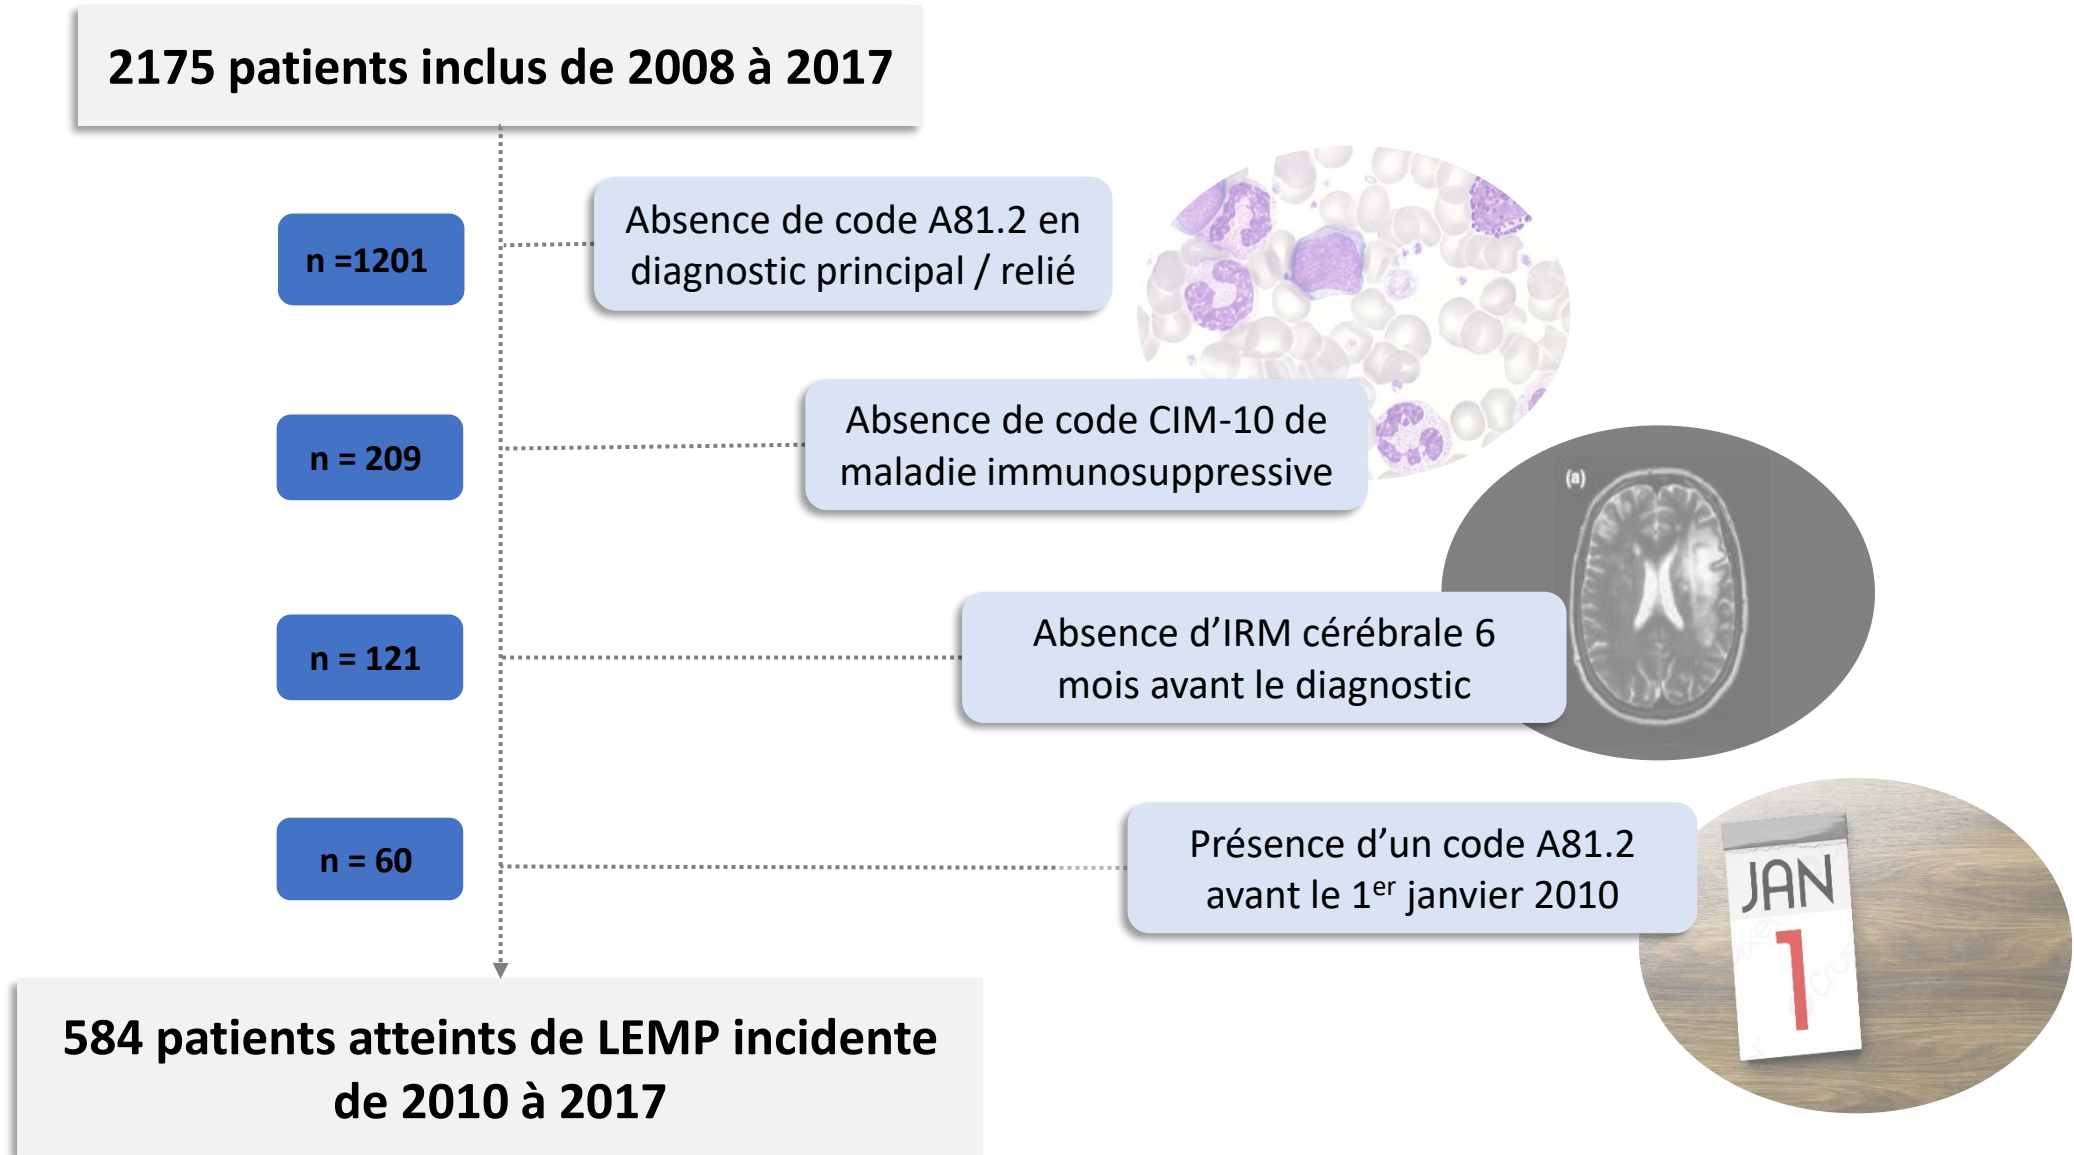 2175 patients inclus de 2008 à 2017
n =1201
Absence de code A81.2 en
diagnostic principal / relié
n = 209
Absence de code CIM-10 de
maladie immunosuppressive
(a)
n = 121
Absence d’IRM cérébrale 6
mois avant le diagnostic
n = 60
Présence d’un code A81.2
avant le 1er janvier 2010
JAN
1
584 patients atteints de LEMP incidente
de 2010 à 2017